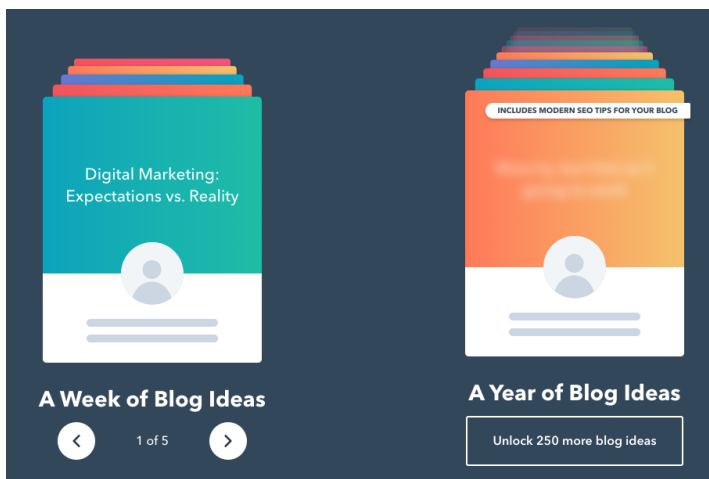 Digital Marketing:
Expectations vs. Reality
A Week of Blog Ideas
1 of 5
INCLUDES MODERN SEO TIPS FOR YOUR BLOG
A Year of Blog Ideas
Unlock 250 more blog ideas